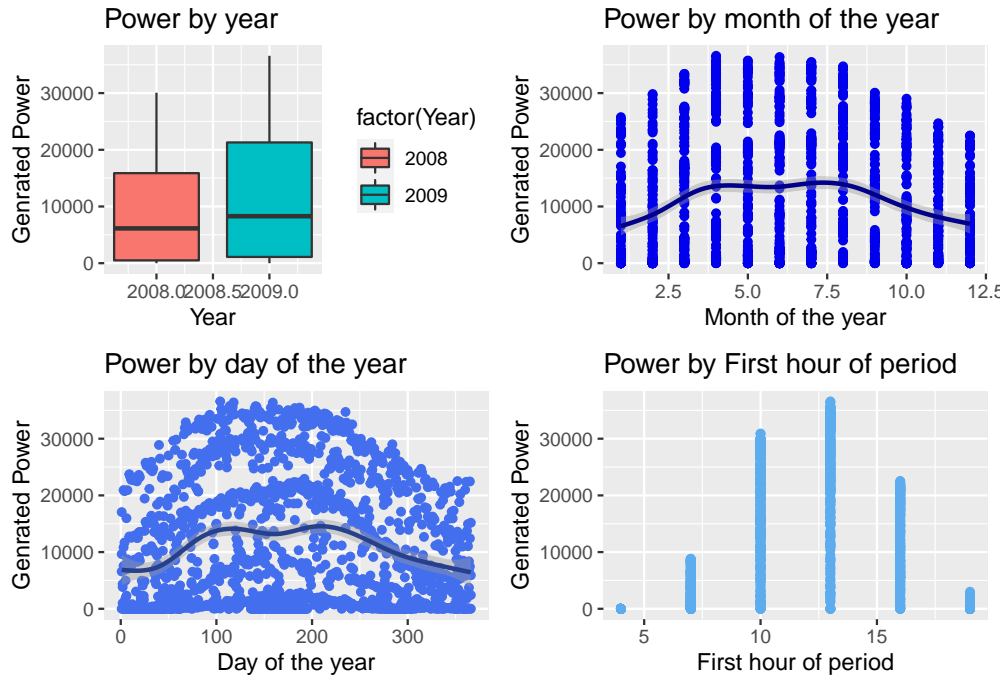 Power by year
Genrated Power
30000
20000
10000
0
2008.0 2008.5 2009.0
Year
factor(Year)
2008
2009
Power by month of the year
Genrated Power
30000
20000
10000
0
2.5 5.0 7.5 10.0 12.5
Month of the year
Power by day of the year
Genrated Power
30000
20000
10000
0
0 100 200 300
Day of the year
Power by First hour of period
Genrated Power
30000
20000
10000
0
5 10 15
First hour of period